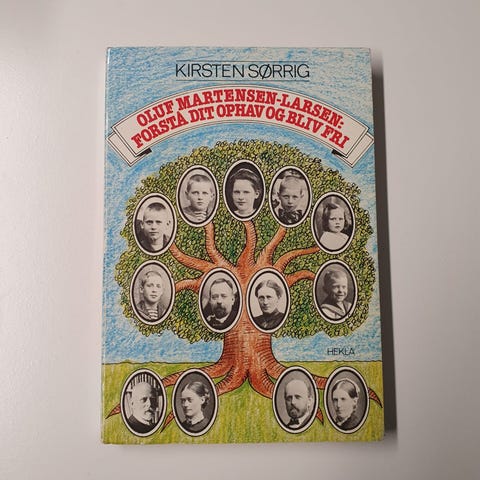 KIRSTEN SØRRIG
OLUF MARTENSEN-LARSEN:
FORSTÅ DIT OPHAV OG BLIV FRI
HEKLA